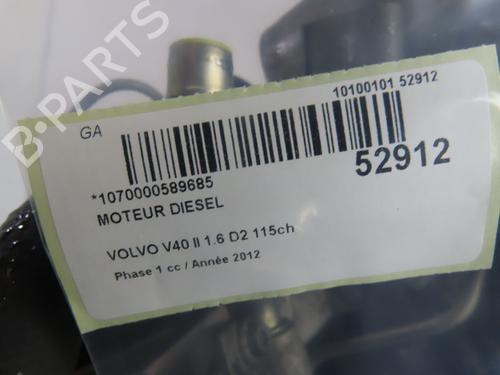 B-PARTS
GA
10100101 52912
52912
*1070000589685
MOTEUR DIESEL
VOLVO V40 II 1.6 D2 115ch
Phase 1 cc / Année 2012